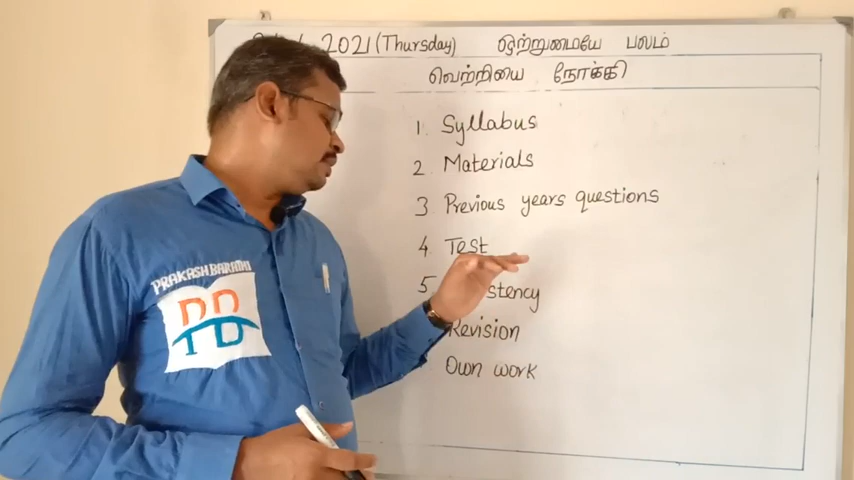 2021 (Thursday) ஒற்றுமையே பலம்
வெற்றியை நோக்கி
1 Syllabus
2 Materials
3 Previous years questions
4 Test
5
Revision
Own work
PRAKASH BARATHI
PB